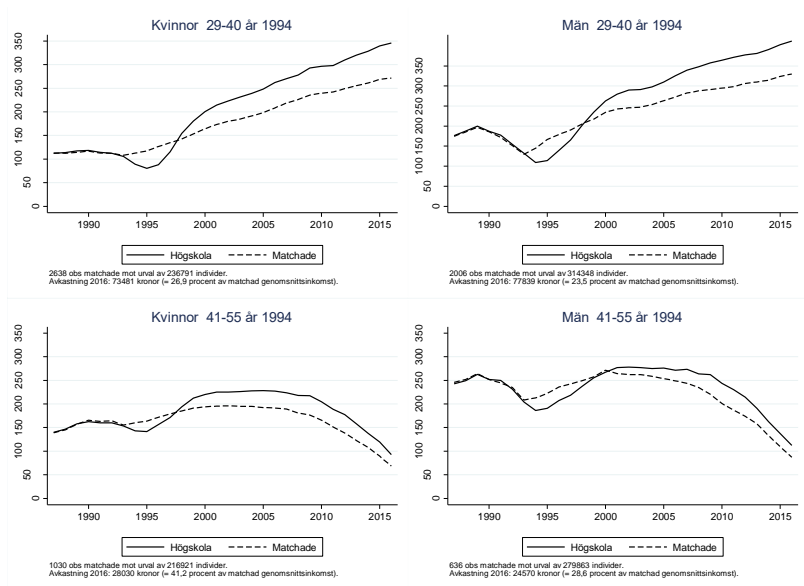 Kvinnor 29-40 år 1994
350
300
250
200
150
100
50
0
1990 1995 2000 2005 2010 2015
Högskola Matchade
2638 obs matchade mot urval av 236791 individer.
Avkastning 2016: 73481 kronor (= 26,9 procent av matchad genomsnittsinkomst).
Män 29-40 år 1994
350
300
250
200
150
100
50
0
1990 1995 2000 2005 2010 2015
Högskola Matchade
2006 obs matchade mot urval av 314348 individer.
Avkastning 2016: 77839 kronor (= 23,5 procent av matchad genomsnittsinkomst).
Kvinnor 41-55 år 1994
350
300
250
200
150
100
50
0
1990 1995 2000 2005 2010 2015
Högskola Matchade
1030 obs matchade mot urval av 216921 individer.
Avkastning 2016: 28030 kronor (= 41,2 procent av matchad genomsnittsinkomst).
Män 41-55 år 1994
350
300
250
200
150
100
50
0
1990 1995 2000 2005 2010 2015
Högskola Matchade
636 obs matchade mot urval av 279863 individer.
Avkastning 2016: 24570 kronor (= 28,6 procent av matchad genomsnittsinkomst).